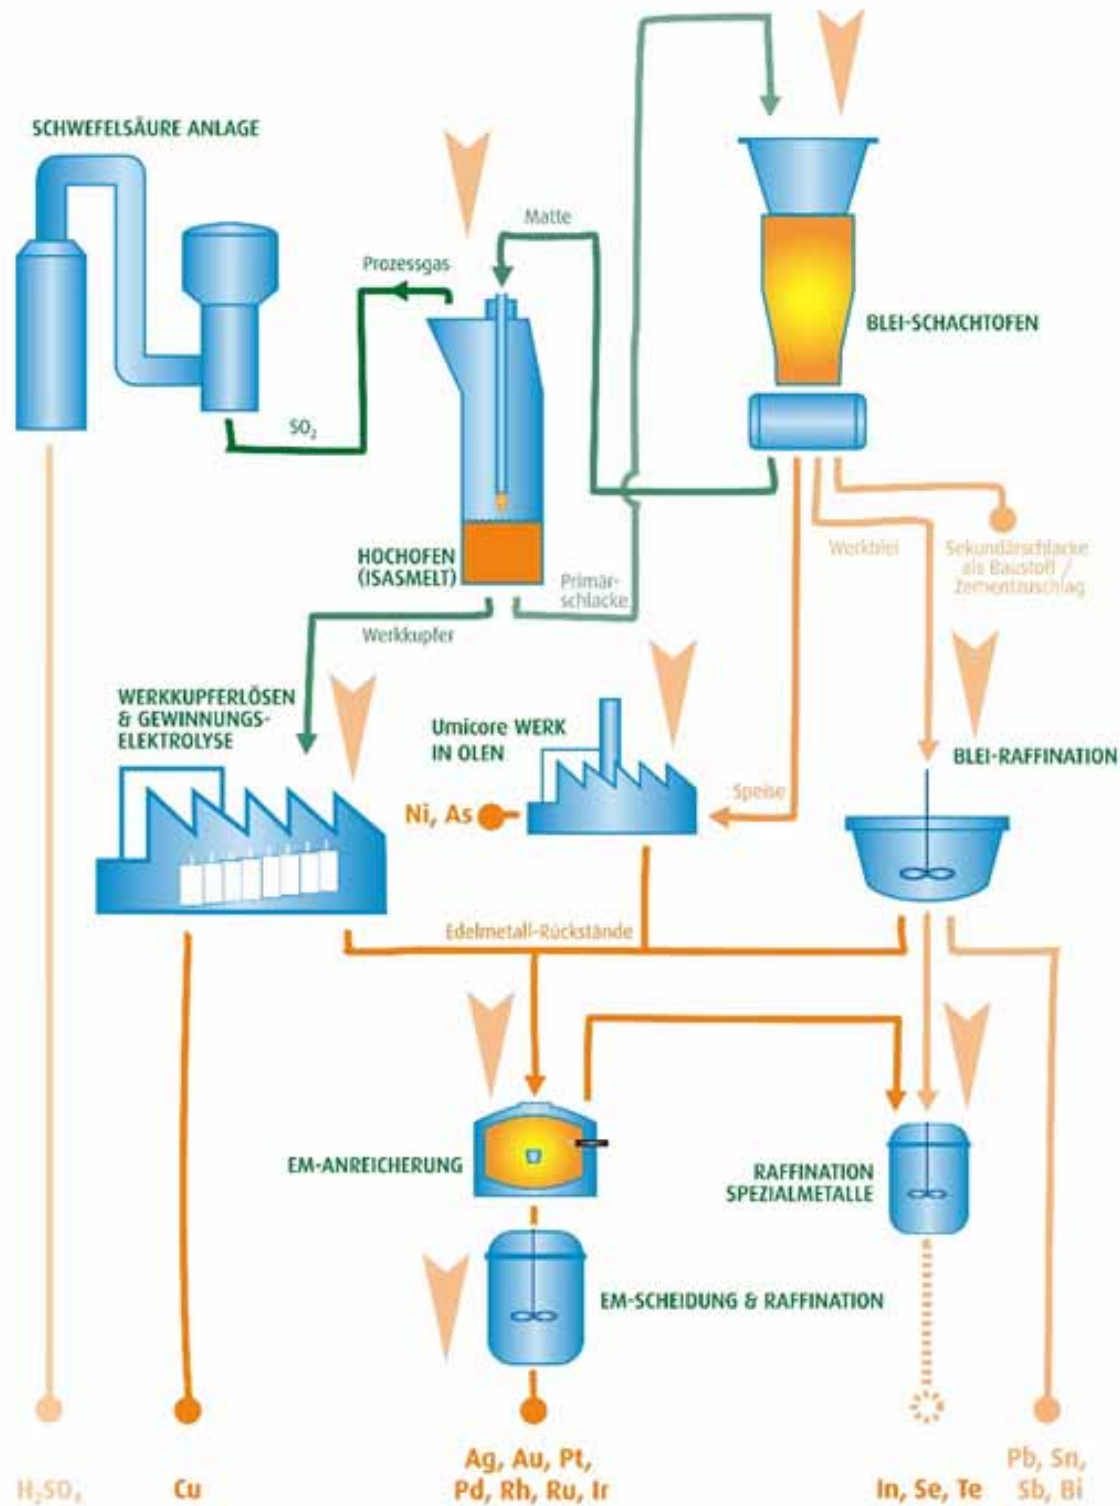 SCHWEFELSÄURE ANLAGE
Matte
Prozessgas
BLEI-SCHACHTOFEN
SO₂
HOCHOFEN
(ISASMELT)
Primär-
schlacke
Werkblei
Sekundärschlacke
als Baustoff /
Zementzuschlag
Werkkupfer
WERKKUPFERLÖSEN
& GEWINNUNGS-
ELEKTROLYSE
Umicore WERK
IN OLEN
BLEI-RAFFINATION
Speise
Ni, As
Edelmetall-Rückstände
EM-ANREICHERUNG
RAFFINATION
SPEZIALMETALLE
EM-SCHEIDUNG & RAFFINATION
H₂SO₄
Cu
Ag, Au, Pt,
Pd, Rh, Ru, Ir
In, Se, Te
Pb, Sn,
Sb, Bi